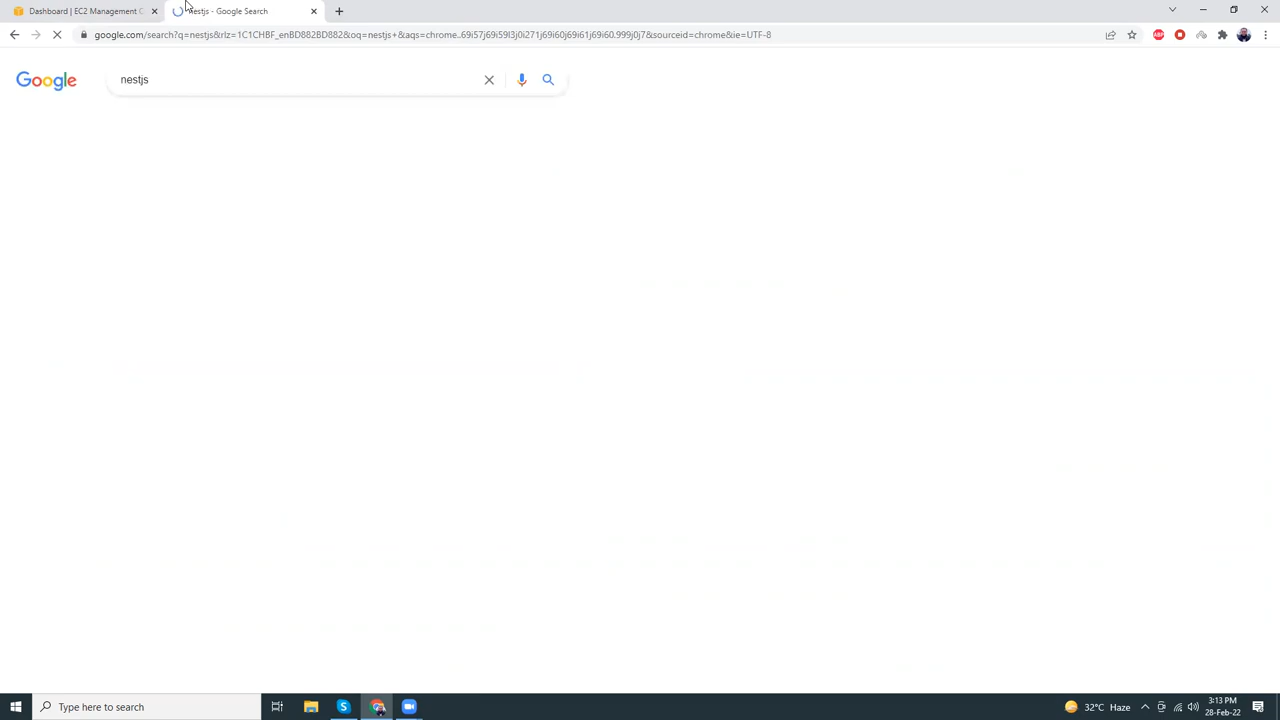 Dashboard | EC2 Management C
nestjs - Google Search
google.com/search?q=nestjs&rlz=1C1CHBF_enBD882BD882&oq=nestjs+&aqs=chrome..69i57j69i59l3j0i271j69i60j69i61j69i60.999j0j7&sourceid=chrome&ie=UTF-8
ABP
Google
nestjs
Type here to search
S
32°C Haze
3:13 PM
28-Feb-22